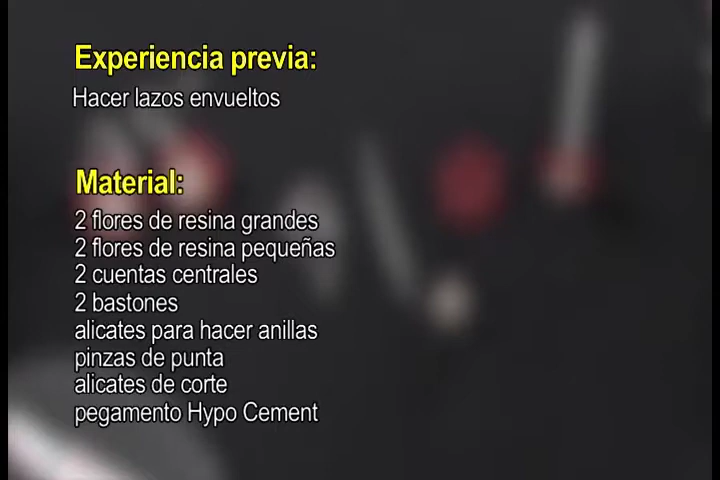 Experiencia previa:
Hacer lazos envueltos
Material:
2 flores de resina grandes
2 flores de resina pequeñas
2 cuentas centrales
2 bastones
alicates para hacer anillas
pinzas de punta
alicates de corte
pegamento Hypo Cement